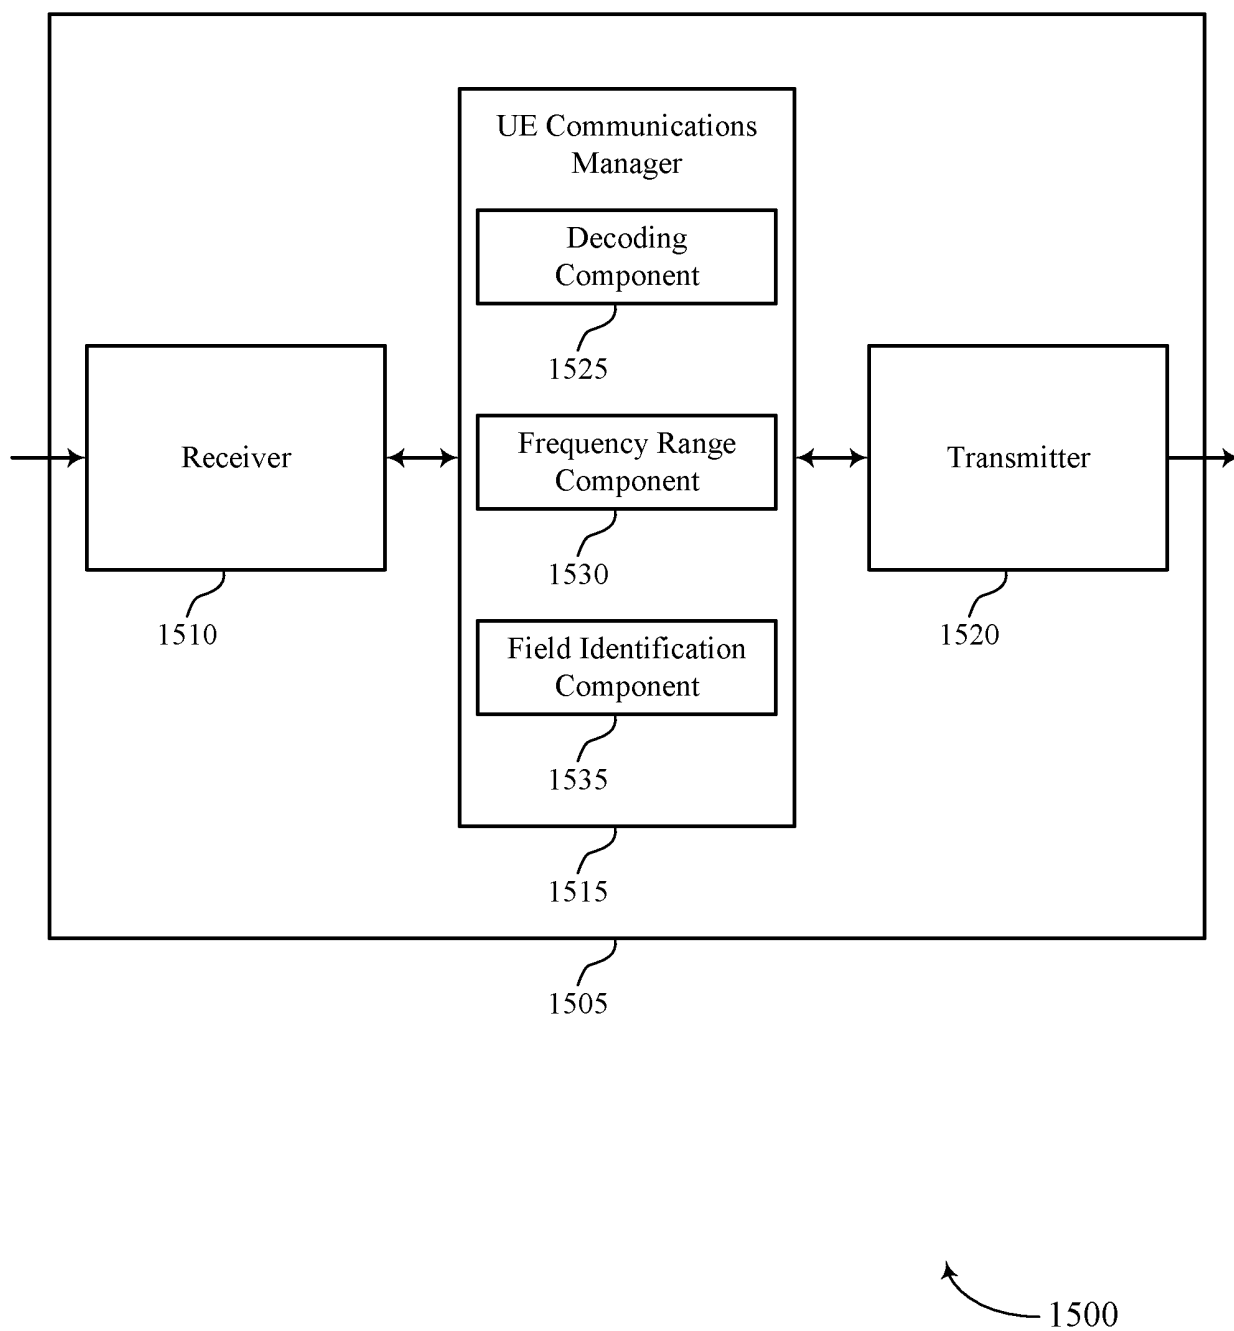 UE Communications
Manager
Decoding
Component
1525
Receiver
1510
Frequency Range
Component
1530
Transmitter
1520
Field Identification
Component
1535
1515
1505
1500